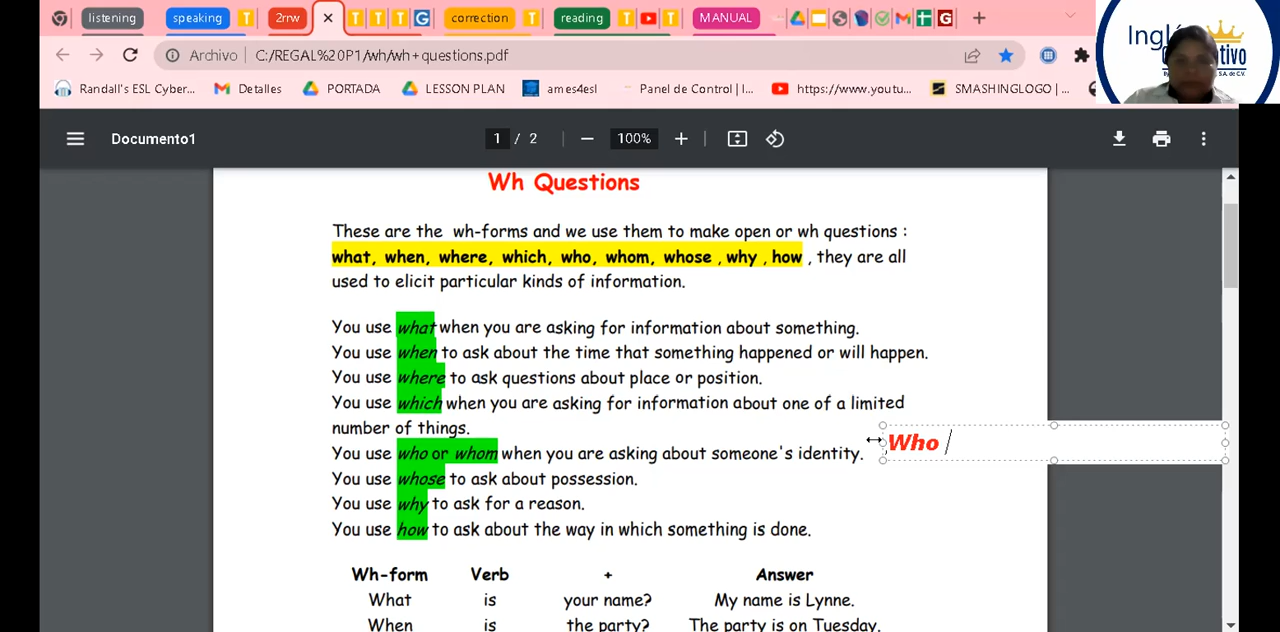 listening speaking 2rrw correction reading MANUAL
Archivo C:/REGAL%20P1/wh/wh+questions.pdf
Randall's ESL Cyber... Detalles PORTADA LESSON PLAN ames4esl Panel de Control | I... https://www.youtu... SMASHINGLOGO | ...
Documento1 1 / 2 100%
Wh Questions
These are the wh-forms and we use them to make open or wh questions :
what, when, where, which, who, whom, whose , why , how , they are all
used to elicit particular kinds of information.
You use what when you are asking for information about something.
You use when to ask about the time that something happened or will happen.
You use where to ask questions about place or position.
You use which when you are asking for information about one of a limited
number of things.
You use who or whom when you are asking about someone's identity.
Who /
You use whose to ask about possession.
You use why to ask for a reason.
You use how to ask about the way in which something is done.
Wh-form Verb + Answer
What is your name? My name is Lynne.
When is the party? The party is on Tuesday.